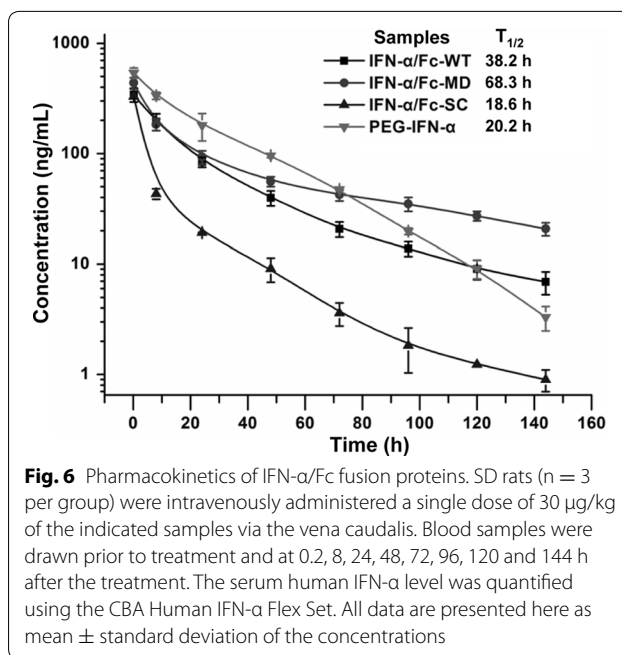 Samples T1/2
IFN-α/Fc-WT 38.2 h
IFN-α/Fc-MD 68.3 h
IFN-α/Fc-SC 18.6 h
PEG-IFN-α 20.2 h
Concentration (ng/mL)
1000
100
10
1
0 20 40 60 80 100 120 140 160
Time (h)
Fig. 6 Pharmacokinetics of IFN-α/Fc fusion proteins. SD rats (n = 3
per group) were intravenously administered a single dose of 30 μg/kg
of the indicated samples via the vena caudalis. Blood samples were
drawn prior to treatment and at 0.2, 8, 24, 48, 72, 96, 120 and 144 h
after the treatment. The serum human IFN-α level was quantified
using the CBA Human IFN-α Flex Set. All data are presented here as
mean ± standard deviation of the concentrations